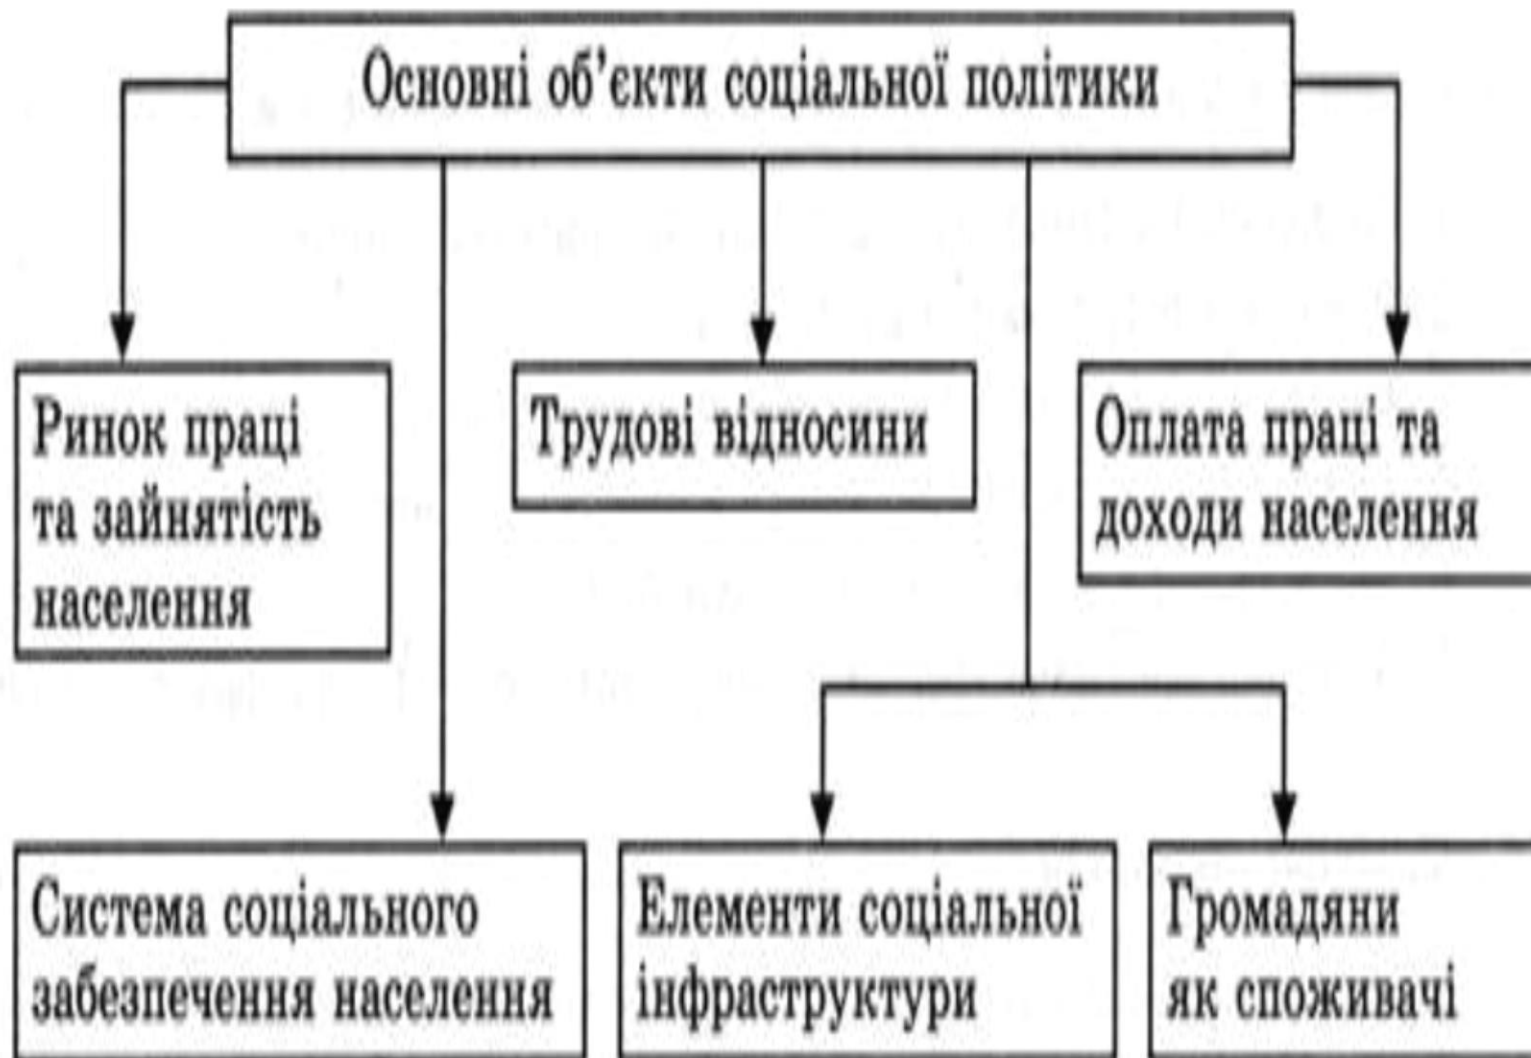 Основні об’єкти соціальної політики
Ринок праці
та зайнятість
населення
Трудові відносини
Оплата праці та
доходи населення
Система соціального
забезпечення населення
Елементи соціальної
інфраструктури
Громадяни
як споживачі